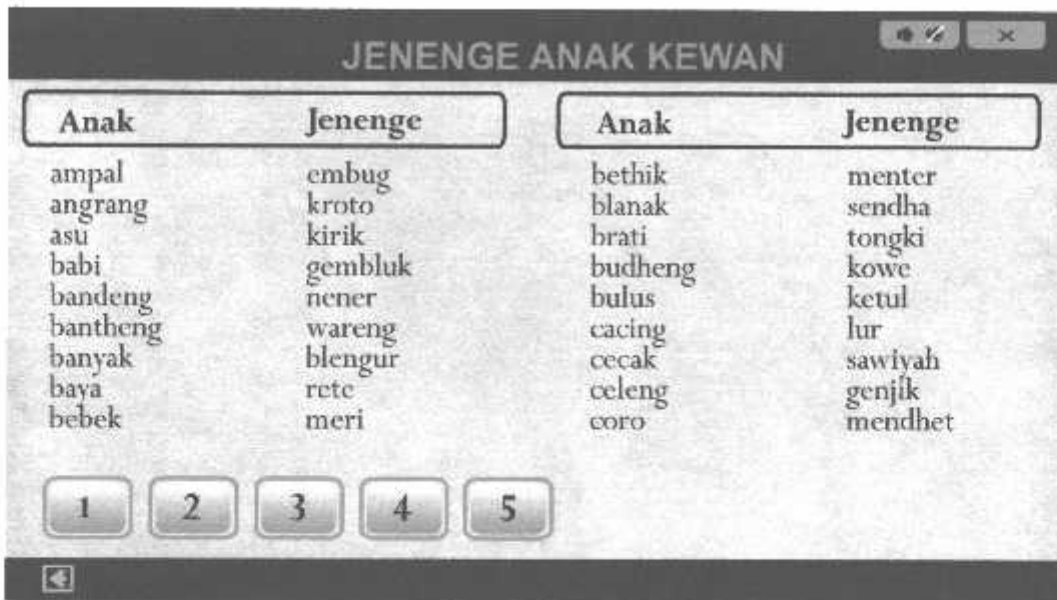 JENENGE ANAK KEWAN
Anak Jenenge
ampal embug
angrang kroto
asu kirik
babi gembluk
bandeng nener
bantheng wareng
banyak blengur
baya rete
bebek meri
Anak Jenenge
bethik menter
blanak sendha
brati tongki
budheng kowe
bulus ketul
cacing lur
cecak sawiyah
celeng genjik
coro mendhet
1 2 3 4 5